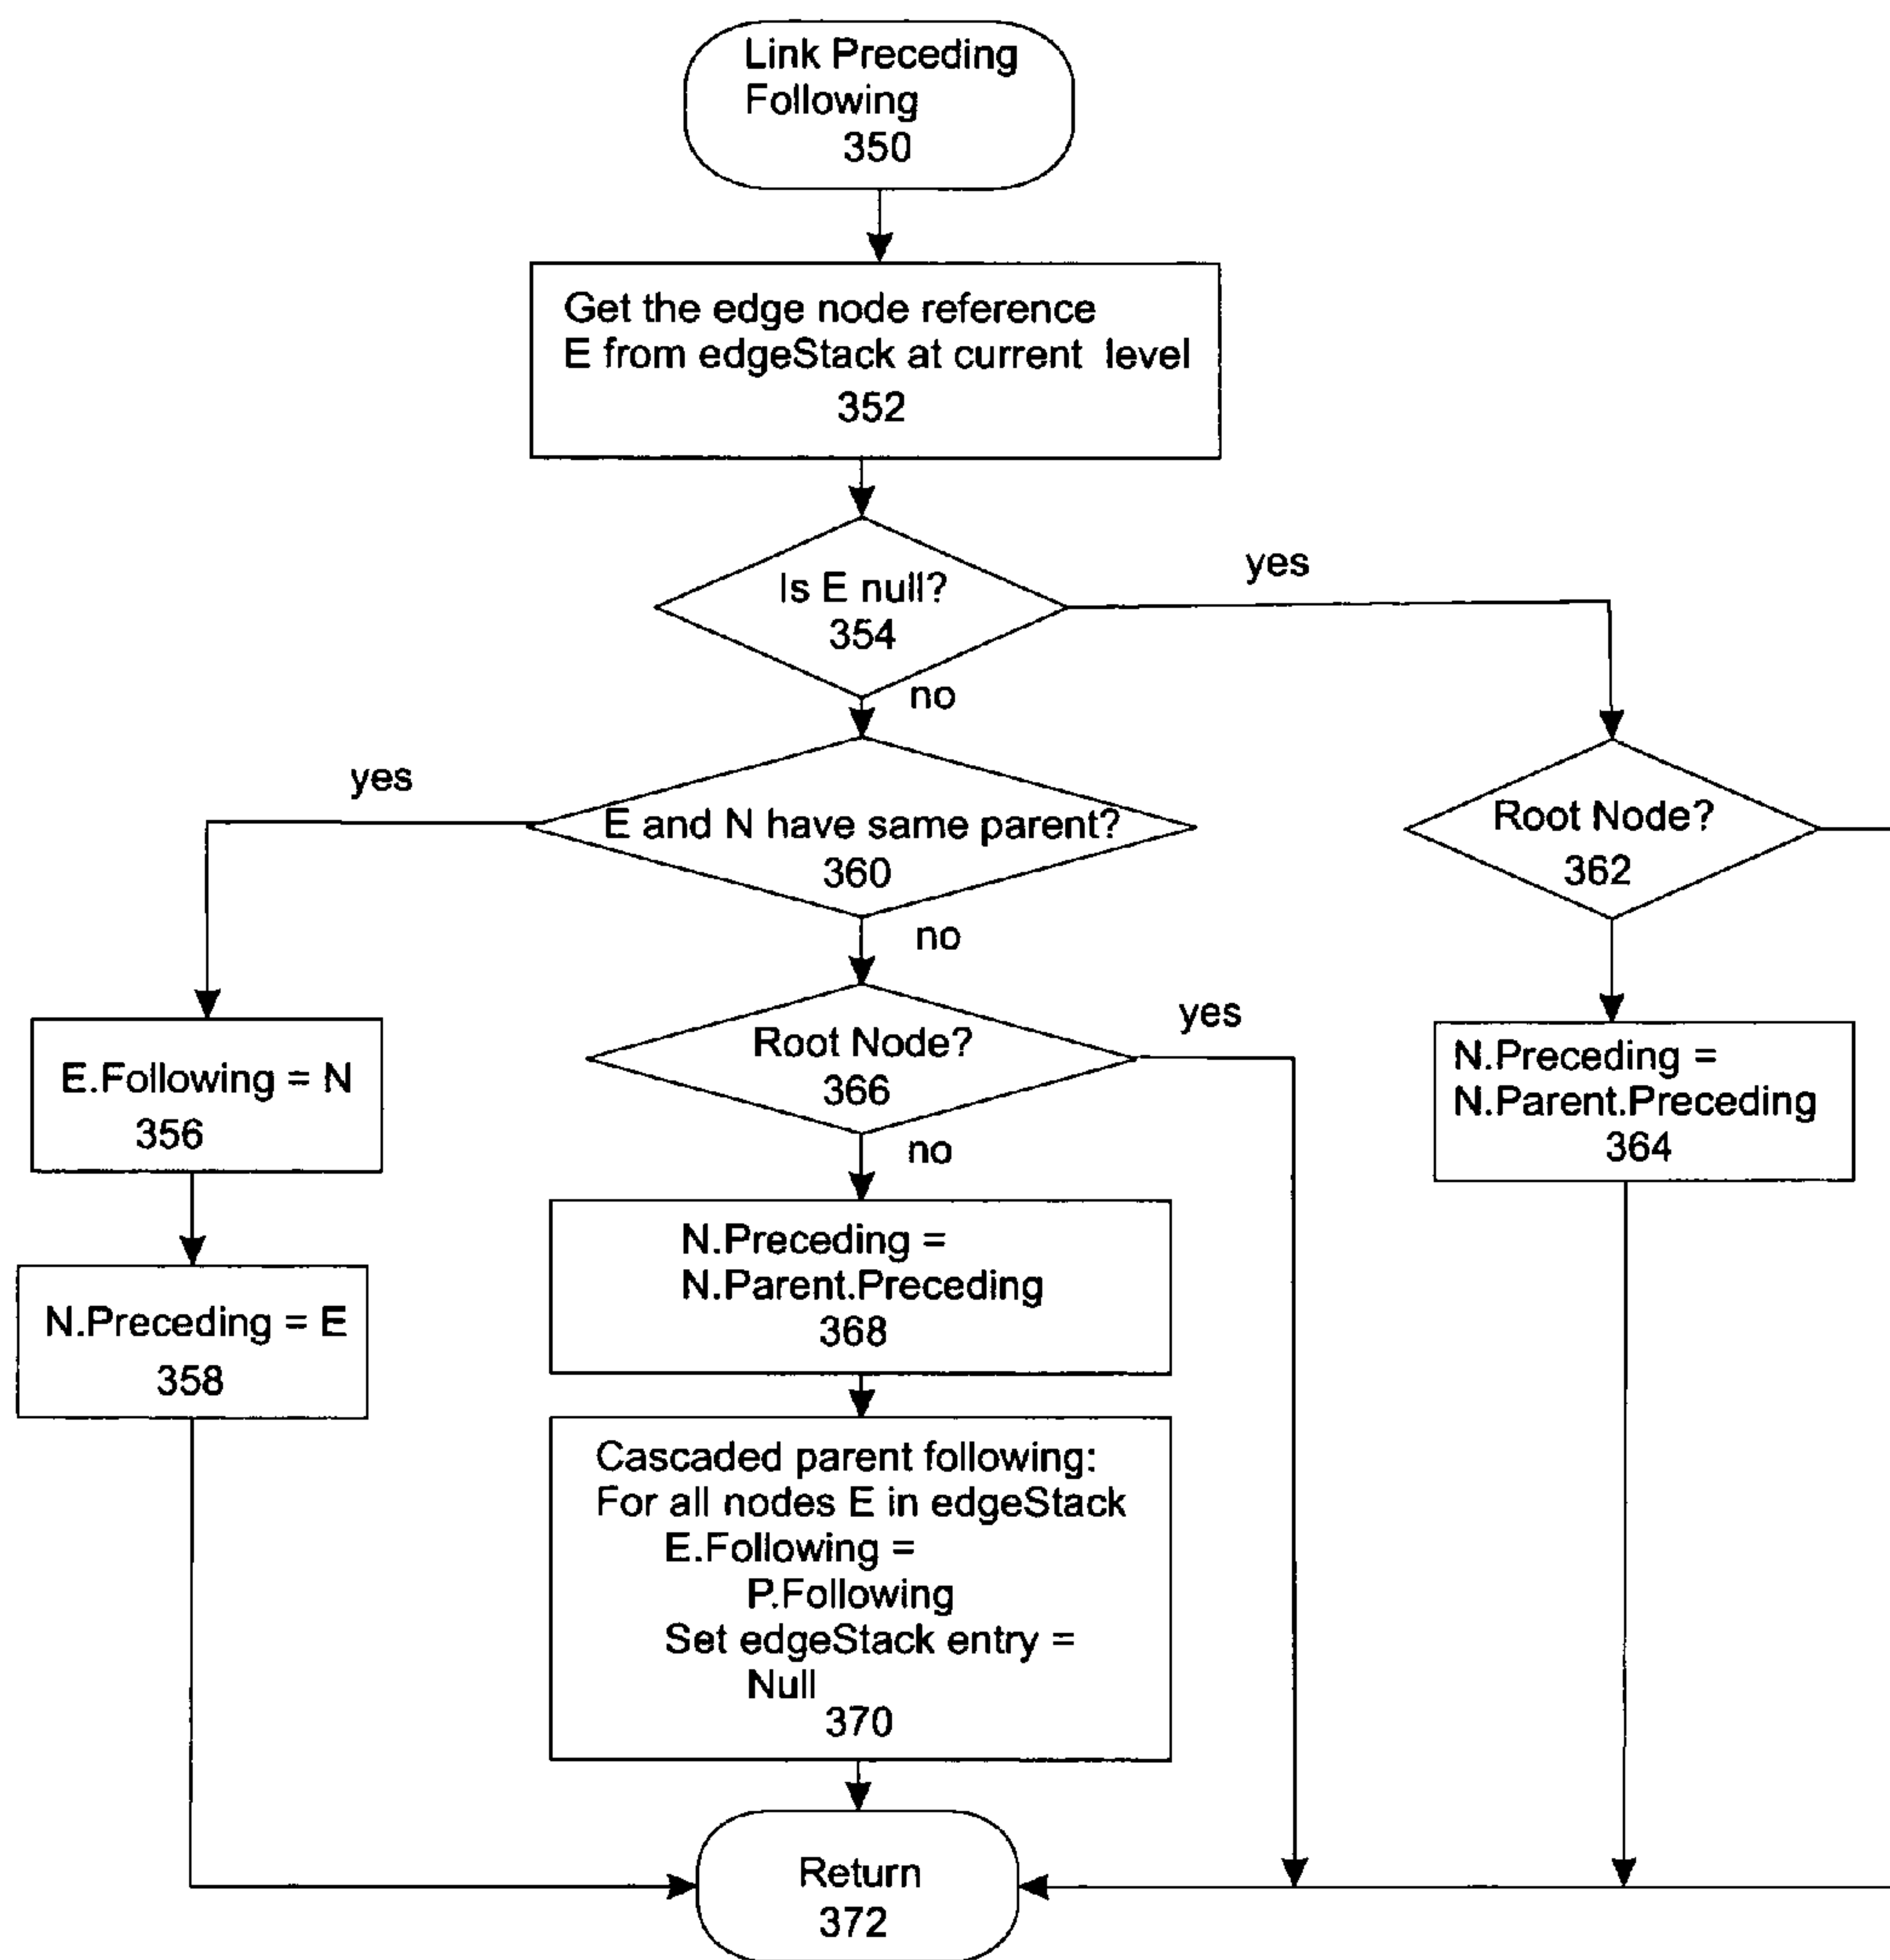 Link Preceding
Following
350
Get the edge node reference
E from edgeStack at current level
352
Is E null?
354
yes
no
E and N have same parent?
360
yes
no
Root Node?
362
E.Following = N
356
N.Preceding = E
358
Root Node?
366
yes
no
N.Preceding =
N.Parent.Preceding
364
N.Preceding =
N.Parent.Preceding
368
Cascaded parent following:
For all nodes E in edgeStack
E.Following =
P.Following
Set edgeStack entry =
Null
370
Return
372